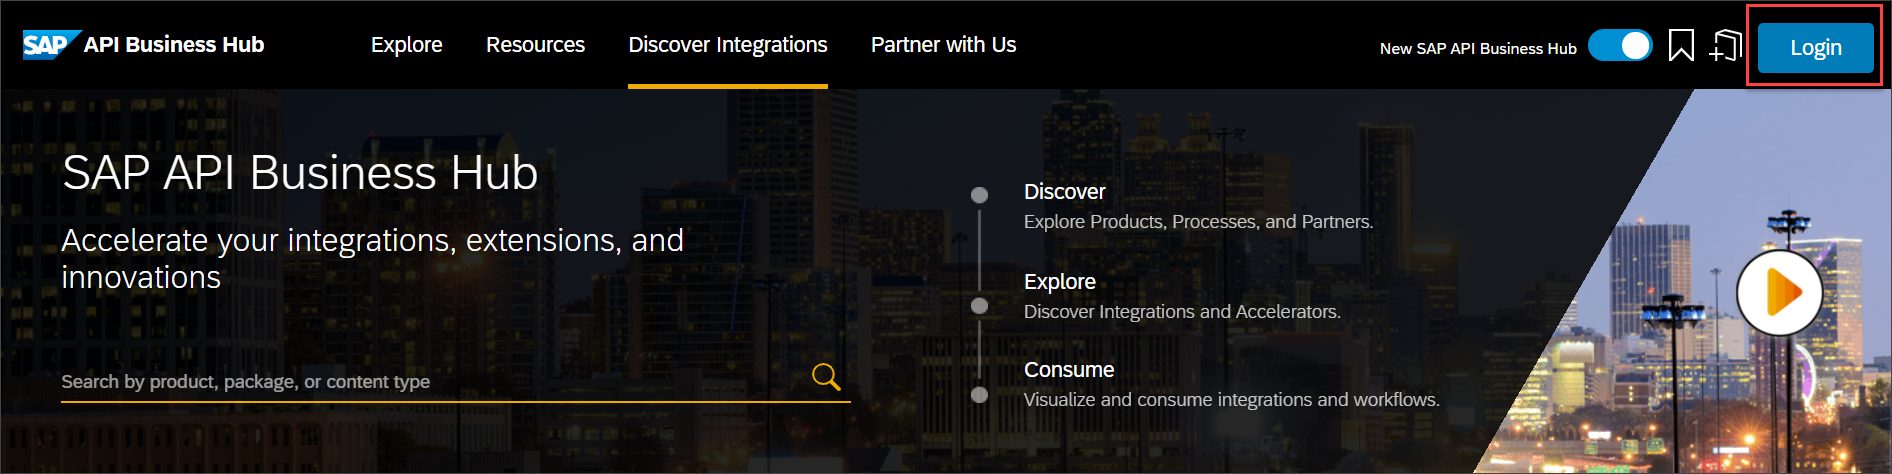 SAP API Business Hub Explore Resources Discover Integrations Partner with Us New SAP API Business Hub Login
SAP API Business Hub
Accelerate your integrations, extensions, and
innovations
Search by product, package, or content type
Discover
Explore Products, Processes, and Partners.
Explore
Discover Integrations and Accelerators.
Consume
Visualize and consume integrations and workflows.